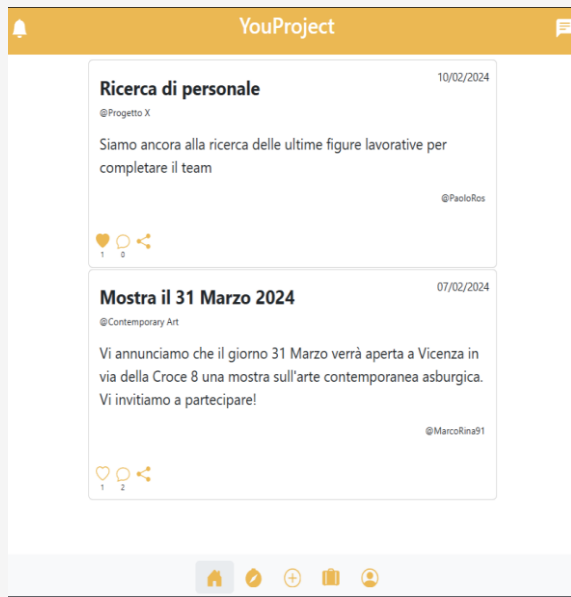 YouProject
Ricerca di personale
10/02/2024
@Progetto X
Siamo ancora alla ricerca delle ultime figure lavorative per
completare il team
@PaoloRos
1 0
Mostra il 31 Marzo 2024
07/02/2024
@Contemporary Art
Vi annunciamo che il giorno 31 Marzo verrà aperta a Vicenza in
via della Croce 8 una mostra sull'arte contemporanea asburgica.
Vi invitiamo a partecipare!
@MarcoRina91
1 2